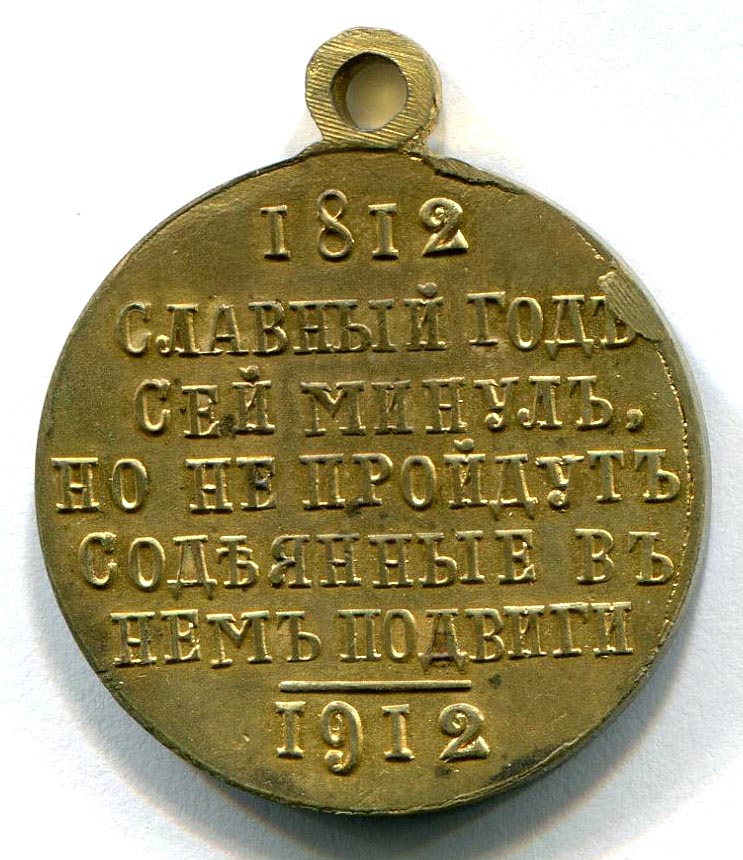 1812
СЛАВНЫЙ ГОДЪ
СЕЙ МИНУЛЪ,
НО НЕ ПРОЙДУТЪ
СОДѢЯННЫЕ ВЪ
НЕМЪ ПОДВИГИ
1912